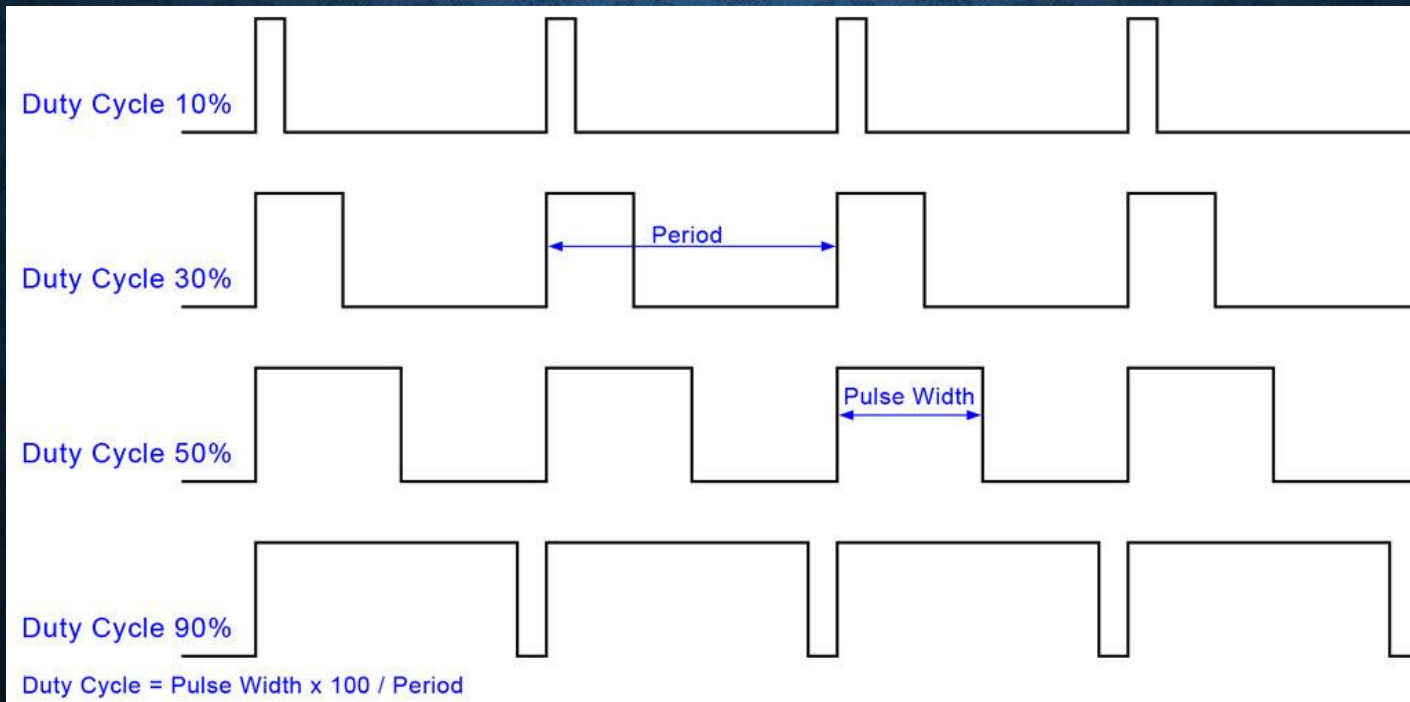 Duty Cycle 10%
Period
Duty Cycle 30%
Pulse Width
Duty Cycle 50%
Duty Cycle 90%
Duty Cycle = Pulse Width x 100 / Period